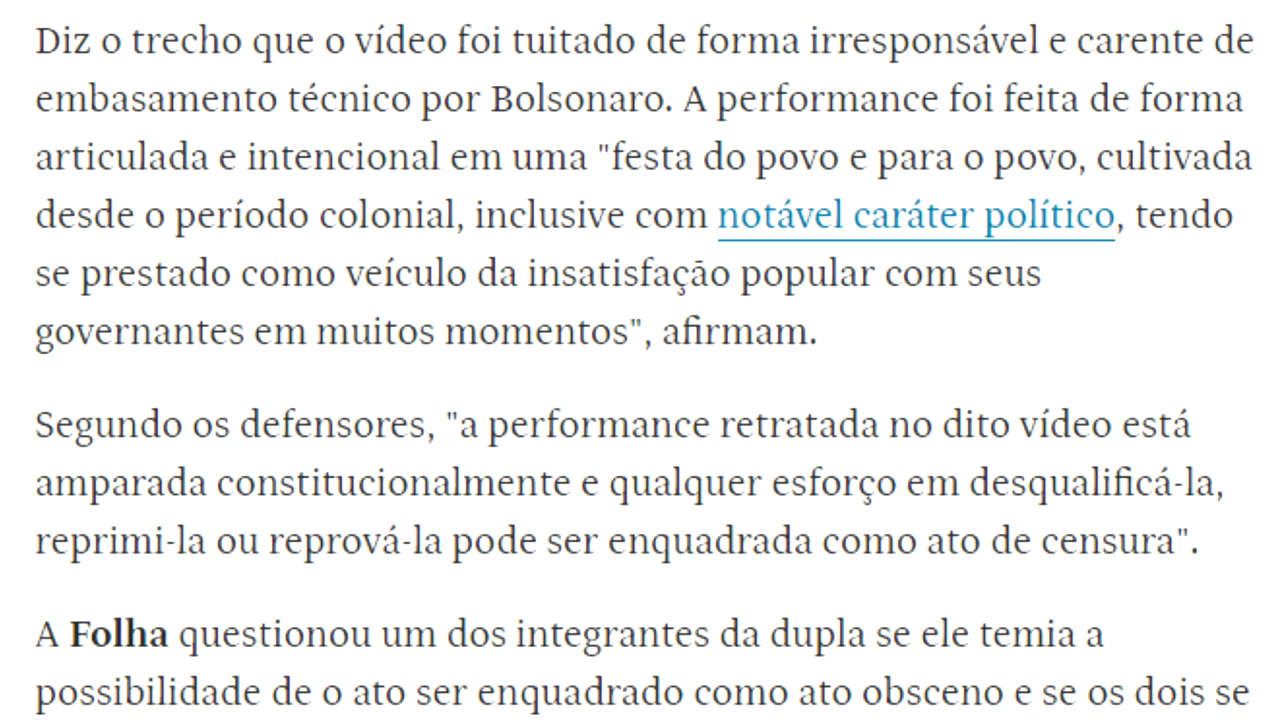 Diz o trecho que o vídeo foi tuitado de forma irresponsável e carente de
embasamento técnico por Bolsonaro. A performance foi feita de forma
articulada e intencional em uma "festa do povo e para o povo, cultivada
desde o período colonial, inclusive com notável caráter político, tendo
se prestado como veículo da insatisfação popular com seus
governantes em muitos momentos", afirmam.
Segundo os defensores, "a performance retratada no dito vídeo está
amparada constitucionalmente e qualquer esforço em desqualificá-la,
reprimi-la ou reprová-la pode ser enquadrada como ato de censura".
A Folha questionou um dos integrantes da dupla se ele temia a
possibilidade de o ato ser enquadrado como ato obsceno e se os dois se